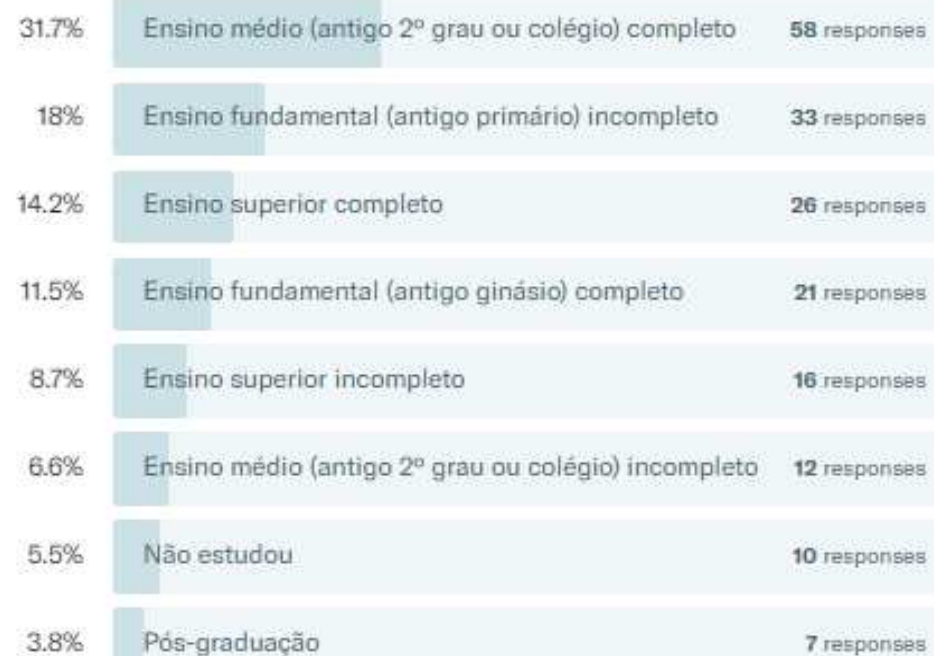 31.7% Ensino médio (antigo 2º grau ou colégio) completo 58 responses
18% Ensino fundamental (antigo primário) incompleto 33 responses
14.2% Ensino superior completo 26 responses
11.5% Ensino fundamental (antigo ginásio) completo 21 responses
8.7% Ensino superior incompleto 16 responses
6.6% Ensino médio (antigo 2º grau ou colégio) incompleto 12 responses
5.5% Não estudou 10 responses
3.8% Pós-graduação 7 responses